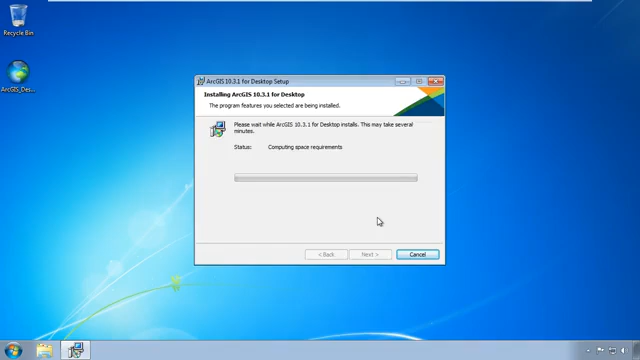 Recycle Bin
ArcGIS_Des...
ArcGIS 10.3.1 for Desktop Setup
Installing ArcGIS 10.3.1 for Desktop
The program features you selected are being installed.
Please wait while ArcGIS 10.3.1 for Desktop installs. This may take several
minutes.
Status: Computing space requirements
< Back Next > Cancel